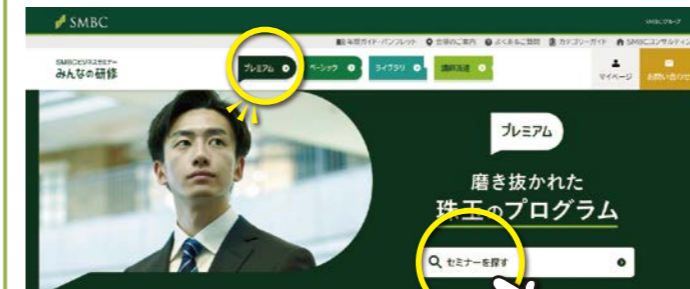 SMBC
SMBCグループ
年間ガイド・パンフレット 会場のご案内 よくあるご質問 カテゴリーガイド SMBCコンサルティング
SMBCビジネスセミナー
みんなの研修
プレミアム
ベーシック
ライブラリ
講師派遣
マイページ
お問い合わせ
プレミアム
磨き抜かれた
珠玉のプログラム
セミナーを探す